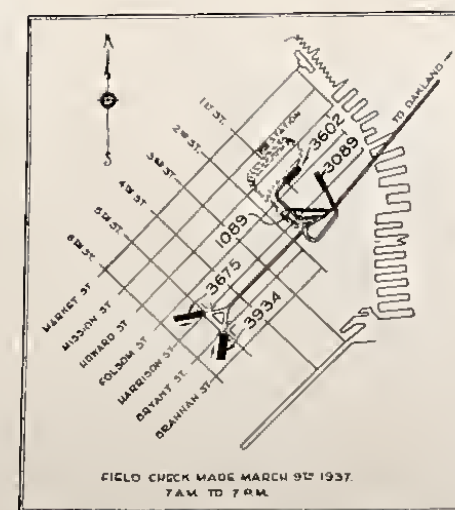 N
S
1ST ST.
2ND ST.
3RD ST.
4TH ST.
5TH ST.
6TH ST.
MARKET ST
MISSION ST
HOWARD ST
FOLSOM ST
HARRISON ST
BRYANT ST.
BRANNAN ST.
STATION
TO OAKLAND
3602
3089
1089
3675
3934
FIELD CHECK MADE MARCH 9TH 1937.
7 A.M. TO 7 P.M.